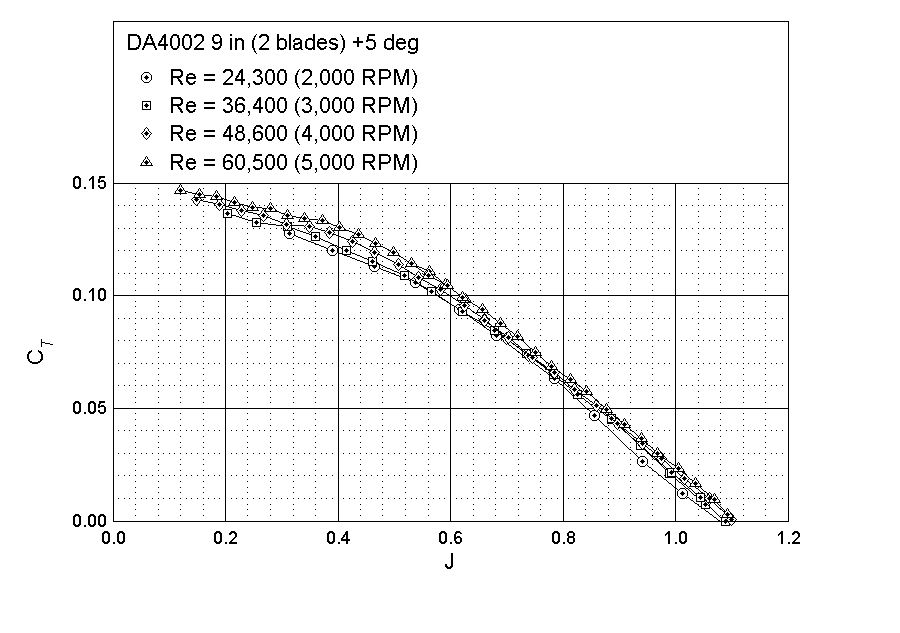 DA4002 9 in (2 blades) +5 deg
Re = 24,300 (2,000 RPM)
Re = 36,400 (3,000 RPM)
Re = 48,600 (4,000 RPM)
Re = 60,500 (5,000 RPM)
0.15
0.10
0.05
0.00
CT
0.0 0.2 0.4 0.6 0.8 1.0 1.2
J